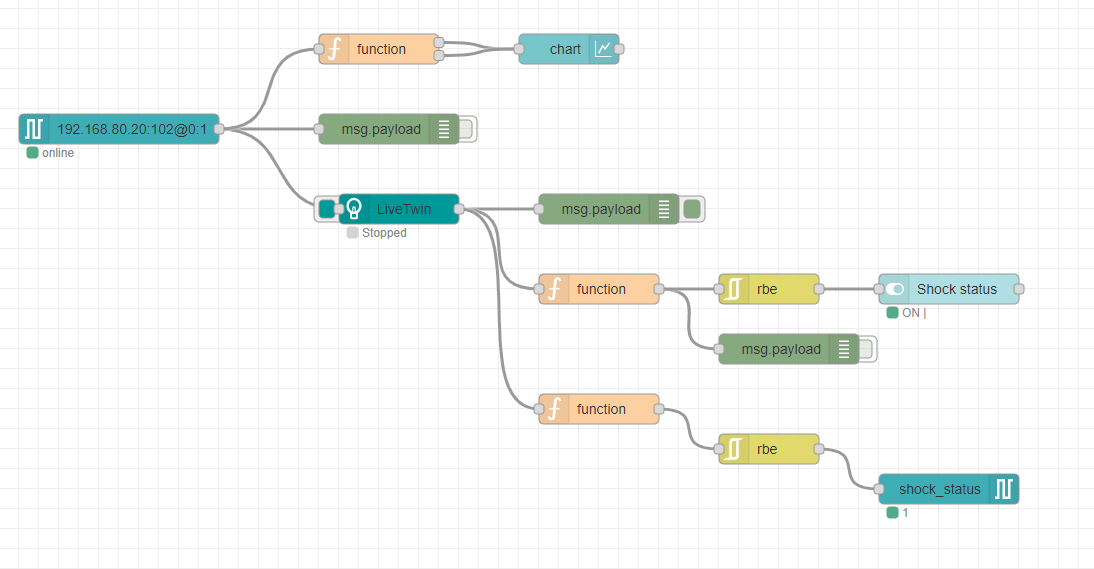 function
chart
192.168.80.20:102@0:1
msg.payload
online
LiveTwin
msg.payload
Stopped
function
rbe
Shock status
ON |
msg.payload
function
rbe
shock_status
1